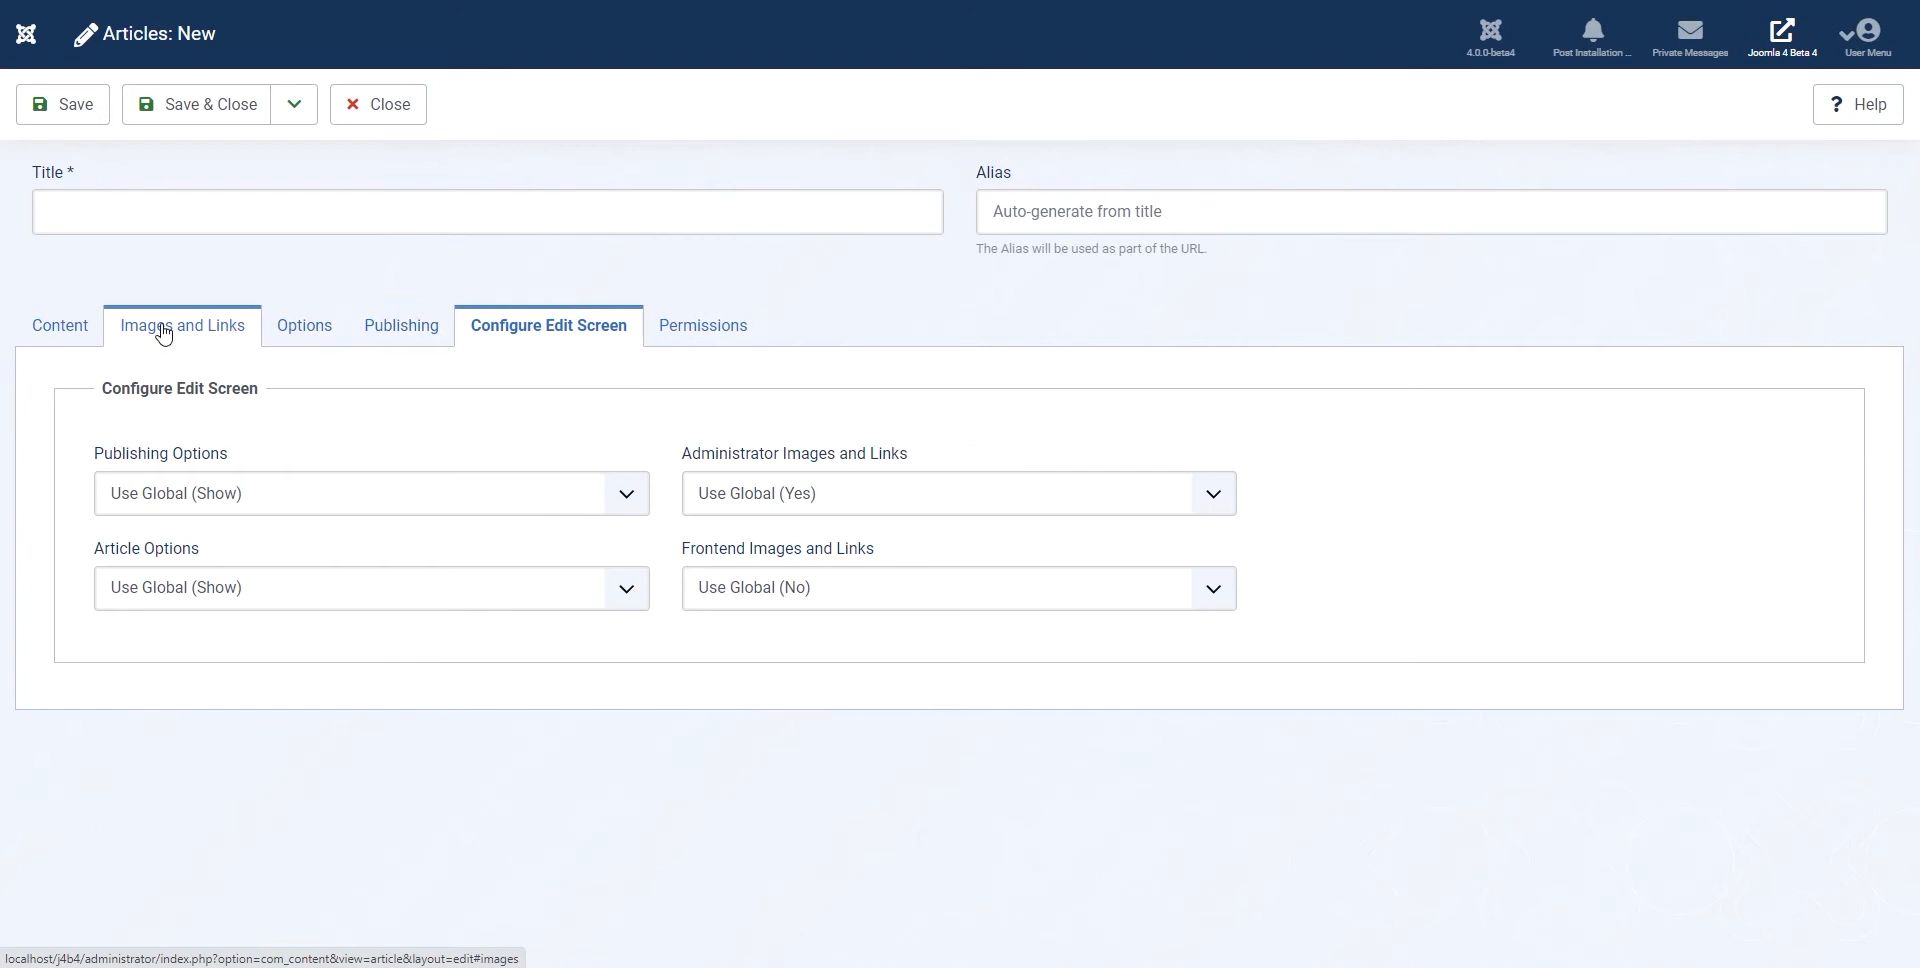 Articles: New
4.0.0-beta4
Post Installation ...
Private Messages
Joomla 4 Beta 4
User Menu
Save
Save & Close
Close
? Help
Title *
Alias
Auto-generate from title
The Alias will be used as part of the URL.
Content
Images and Links
Options
Publishing
Configure Edit Screen
Permissions
Configure Edit Screen
Publishing Options
Administrator Images and Links
Use Global (Show)
Use Global (Yes)
Article Options
Frontend Images and Links
Use Global (Show)
Use Global (No)
localhost/j4b4/administrator/index.php?option=com_content&view=article&layout=edit#images